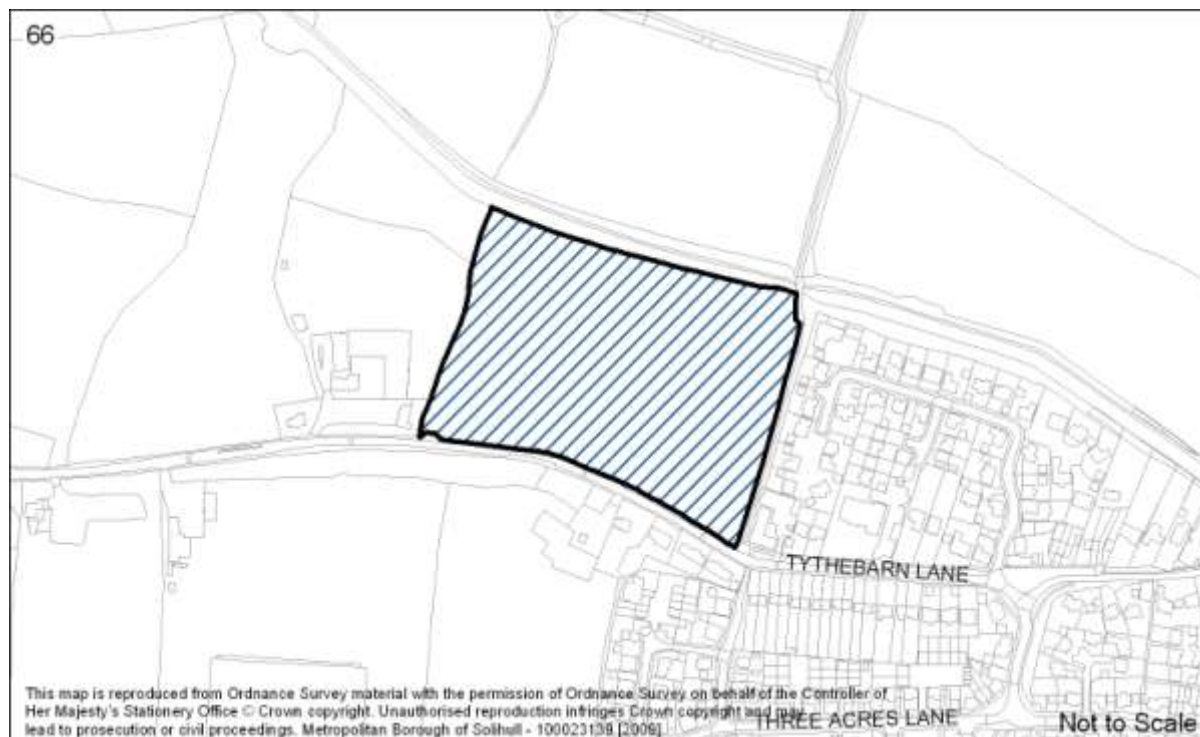 66
TYTHEBARN LANE
This map is reproduced from Ordnance Survey material with the permission of Ordnance Survey on behalf of the Controller of
Her Majesty's Stationery Office © Crown copyright. Unauthorised reproduction infringes Crown copyright and may
lead to prosecution or civil proceedings. Metropolitan Borough of Solihull - 100023139 [2009]
THREE ACRES LANE
Not to Scale